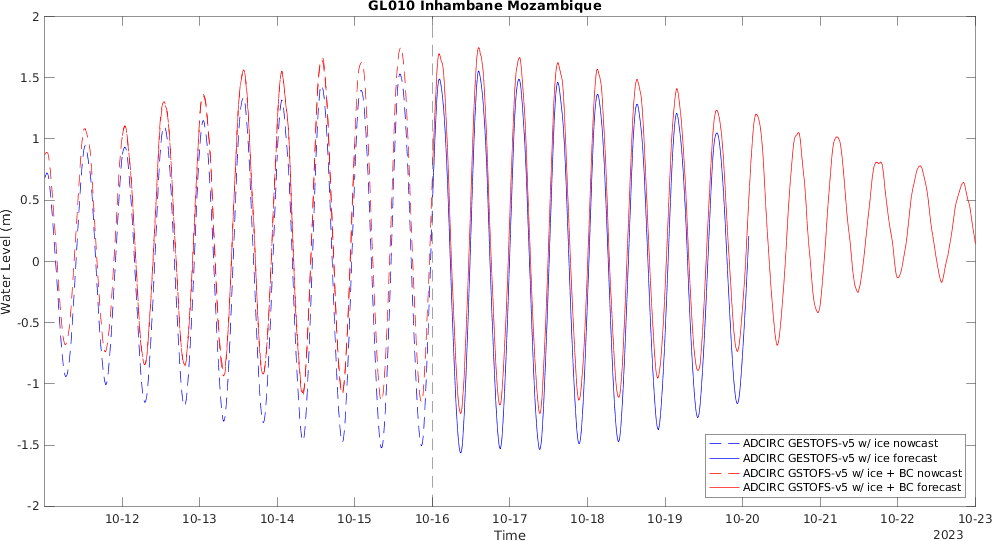 GL010 Inhambane Mozambique
Water Level (m)
2
1.5
1
0.5
0
-0.5
-1
-1.5
-2
ADCIRC GESTOFS-v5 w/ ice nowcast
ADCIRC GESTOFS-v5 w/ ice forecast
ADCIRC GSTOFS-v5 w/ ice + BC nowcast
ADCIRC GSTOFS-v5 w/ ice + BC forecast
10-12 10-13 10-14 10-15 10-16 10-17 10-18 10-19 10-20 10-21 10-22 10-23
Time
2023